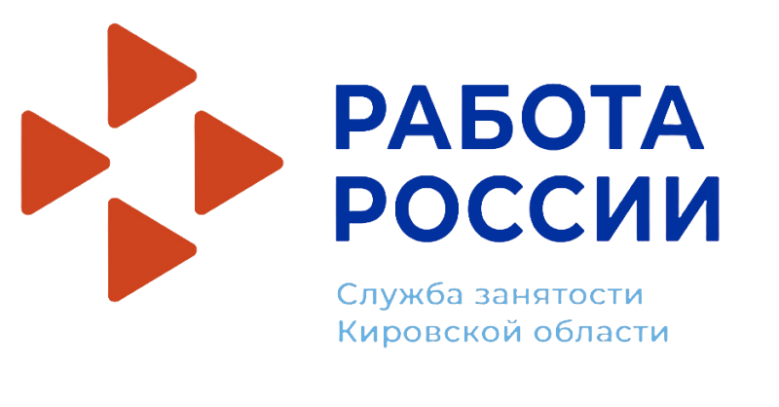 РАБОТА
РОССИИ
Служба занятости
Кировской области